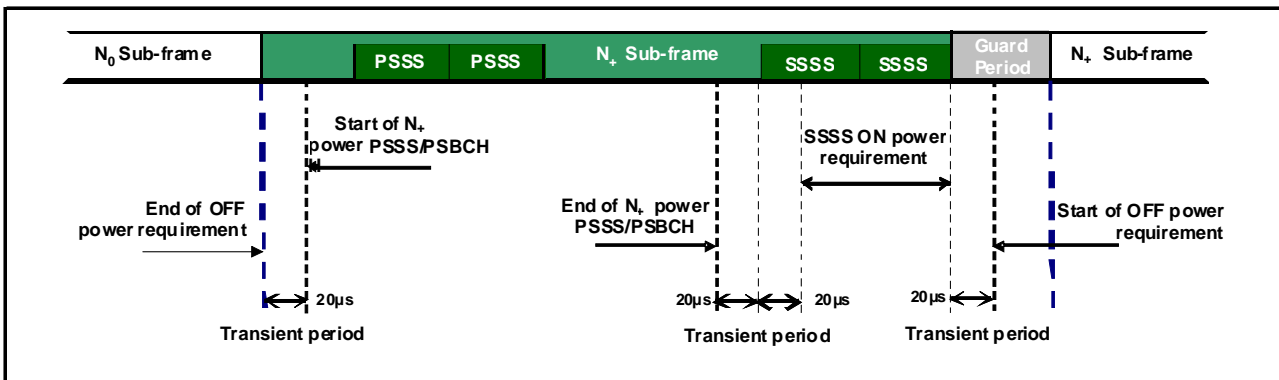 N₀ Sub-frame
PSSS
PSSS
N₊ Sub-frame
SSSS
SSSS
Guard
Period
N₊ Sub-frame
Start of N₊
power PSSS/PSBCH
SSSS ON power
requirement
End of OFF
power requirement
End of N₊ power
PSSS/PSBCH
Start of OFF power
requirement
20µs
20µs
20µs
20µs
Transient period
Transient period
Transient period